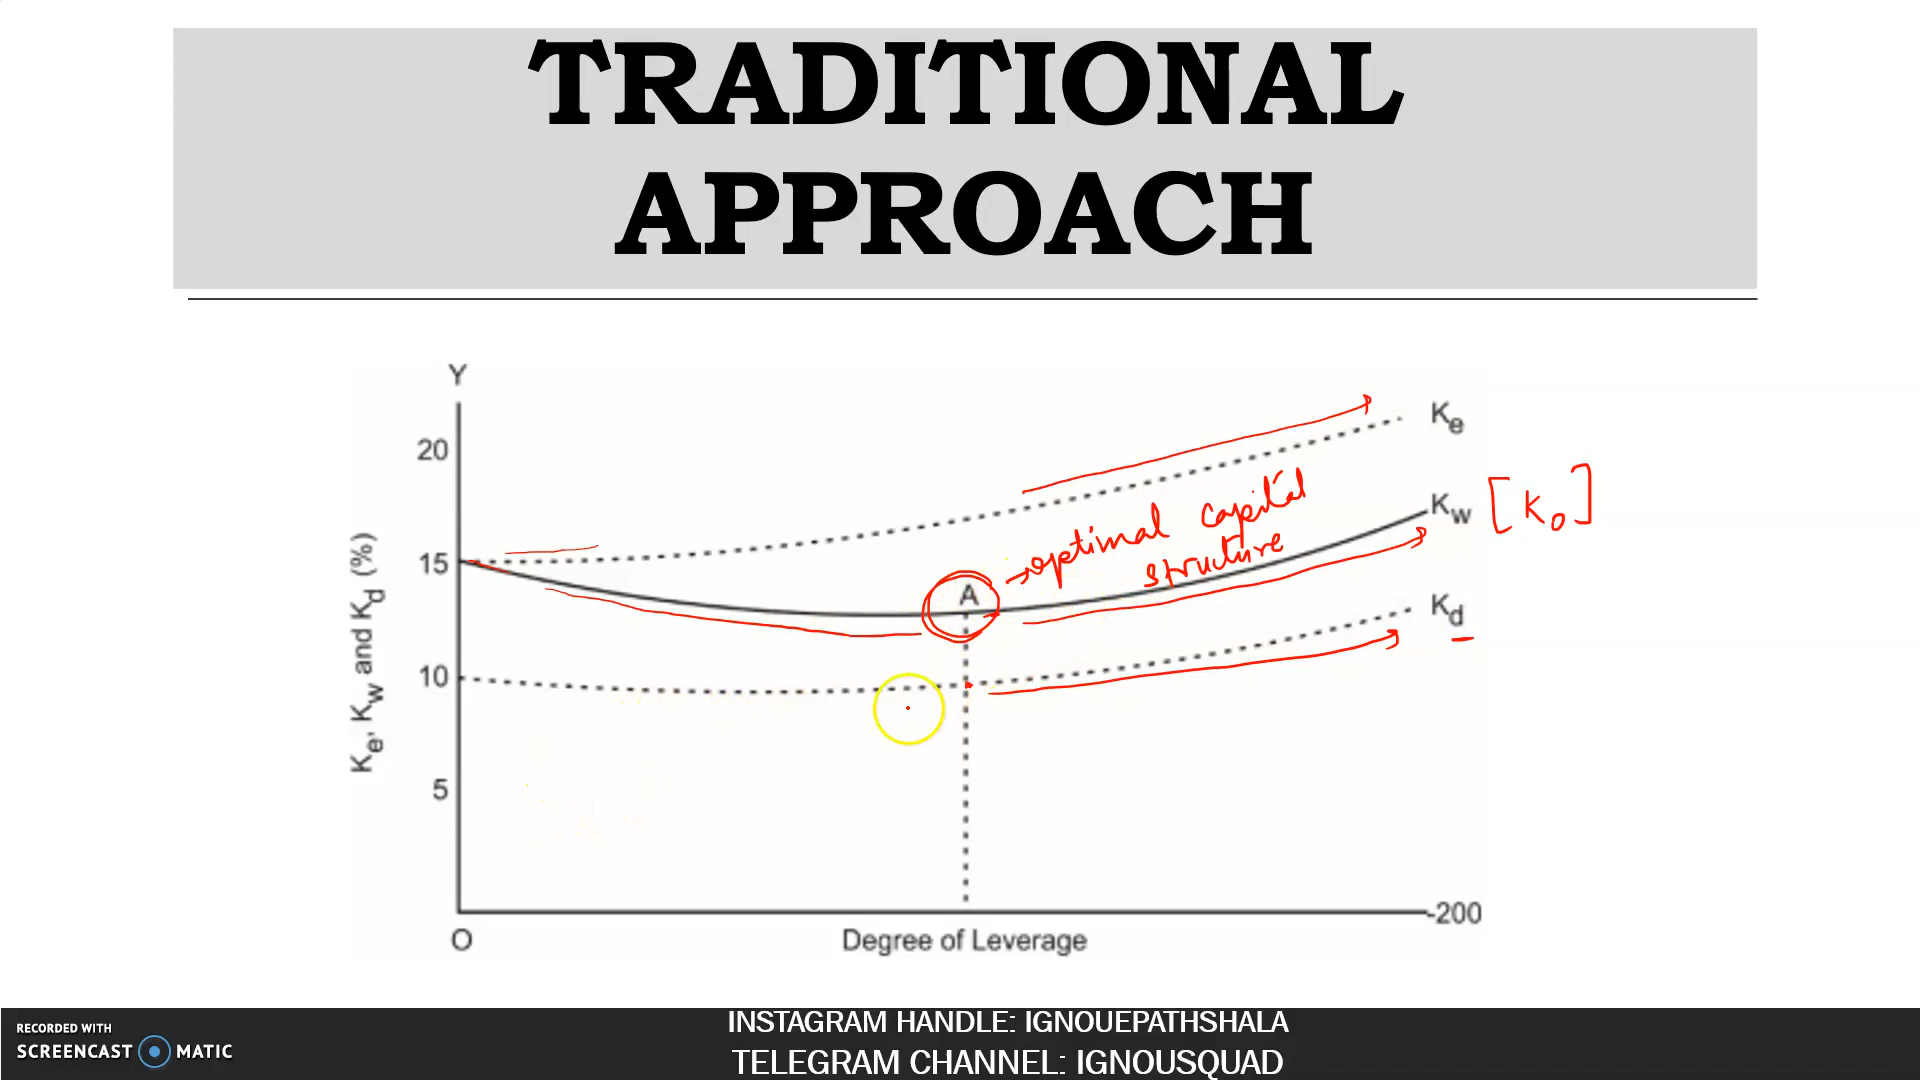 TRADITIONAL
APPROACH
Y
20
15
10
5
O
Ke, Kw and Kd (%)
Ke
Kw [Ko]
Kd
A
→optimal capital
structure
-200
Degree of Leverage
RECORDED WITH
SCREENCAST MATIC
INSTAGRAM HANDLE: IGNOUEPATHSHALA
TELEGRAM CHANNEL: IGNOUSQUAD